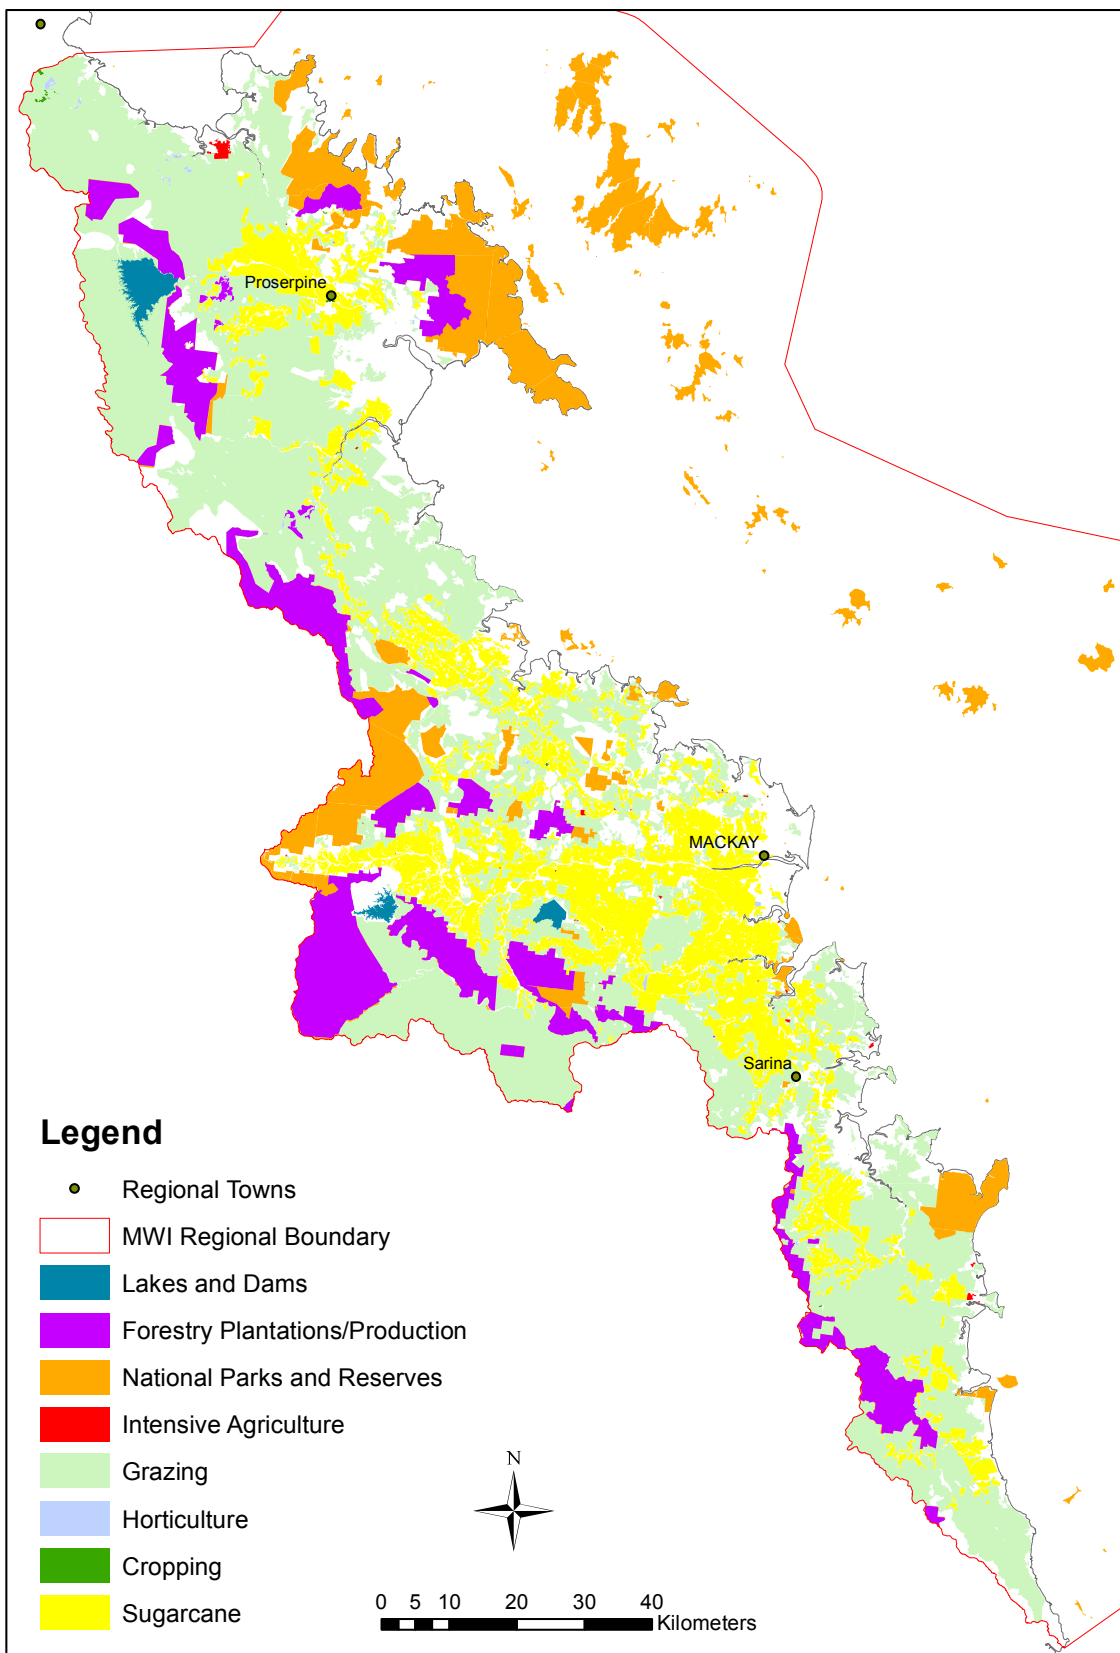 Proserpine
MACKAY
Sarina
Legend
Regional Towns
MWI Regional Boundary
Lakes and Dams
Forestry Plantations/Production
National Parks and Reserves
Intensive Agriculture
Grazing
Horticulture
Cropping
Sugarcane
N
0 5 10 20 30 40
Kilometers